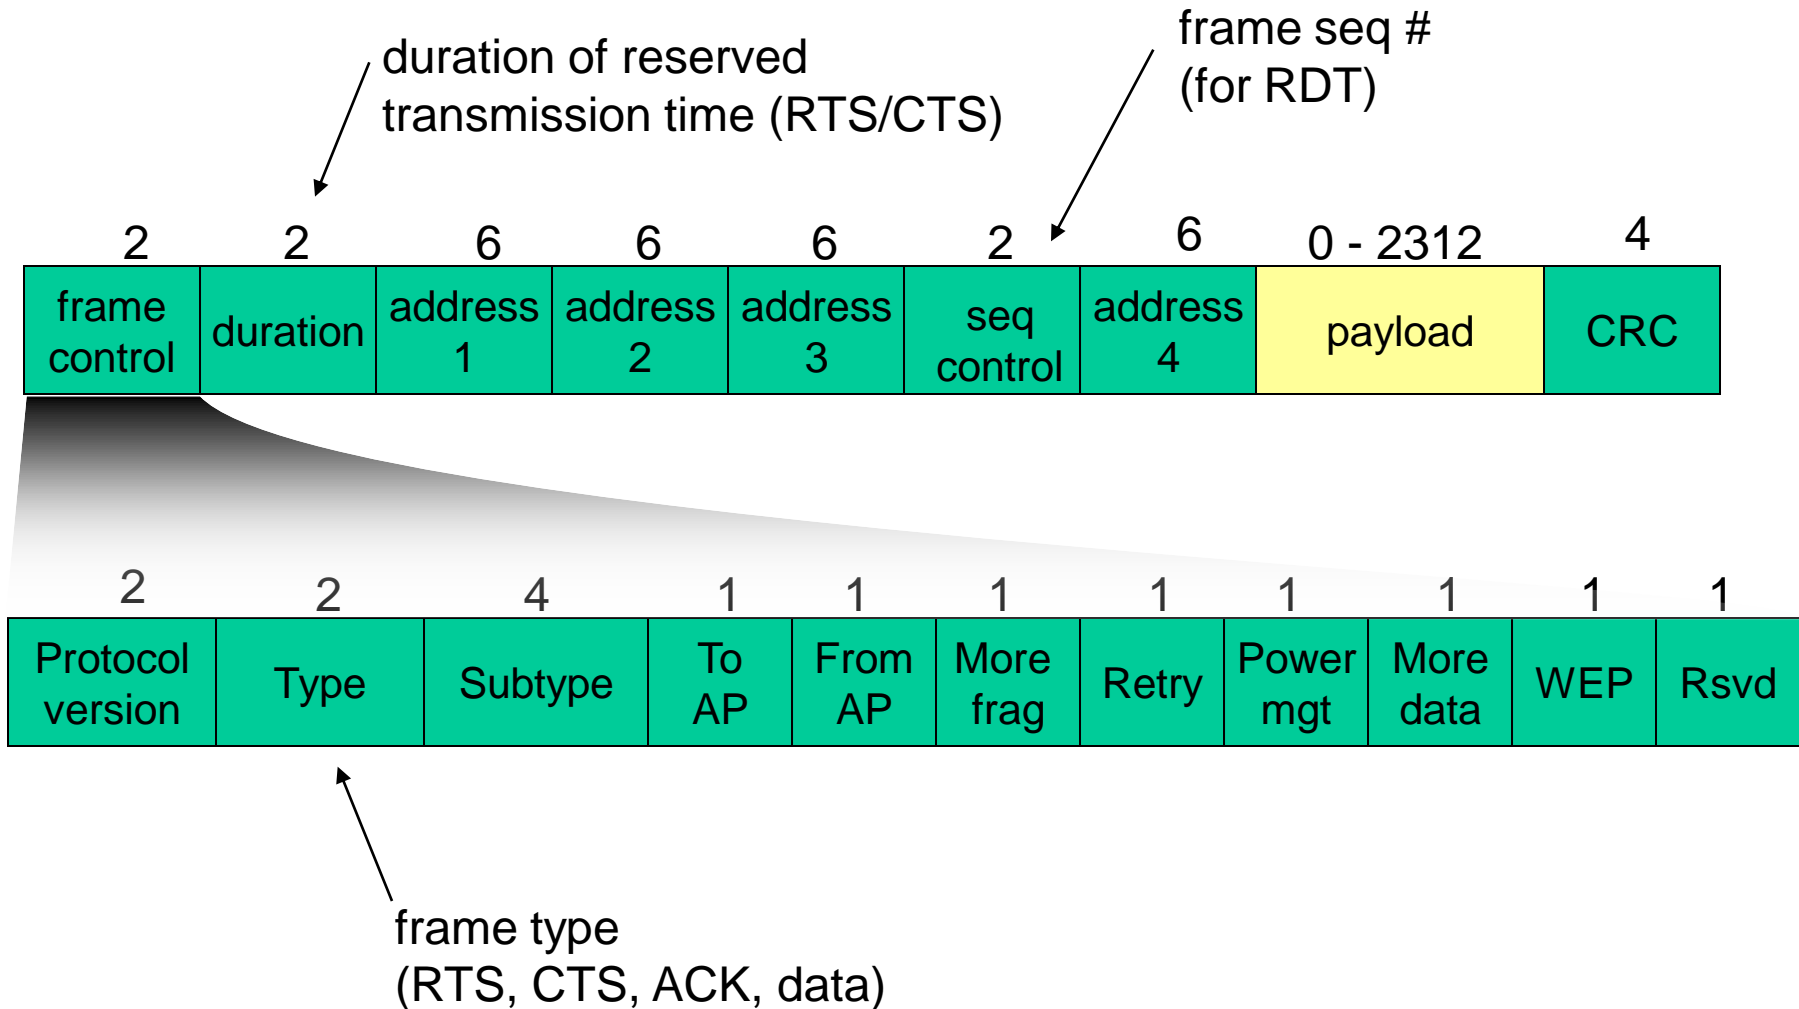 duration of reserved
transmission time (RTS/CTS)
frame seq #
(for RDT)
2 2 6 6 6 2 6 0 - 2312 4
frame
control
duration
address
1
address
2
address
3
seq
control
address
4
payload
CRC
2 2 4 1 1 1 1 1 1 1 1
Protocol
version
Type
Subtype
To
AP
From
AP
More
frag
Retry
Power
mgt
More
data
WEP
Rsvd
frame type
(RTS, CTS, ACK, data)